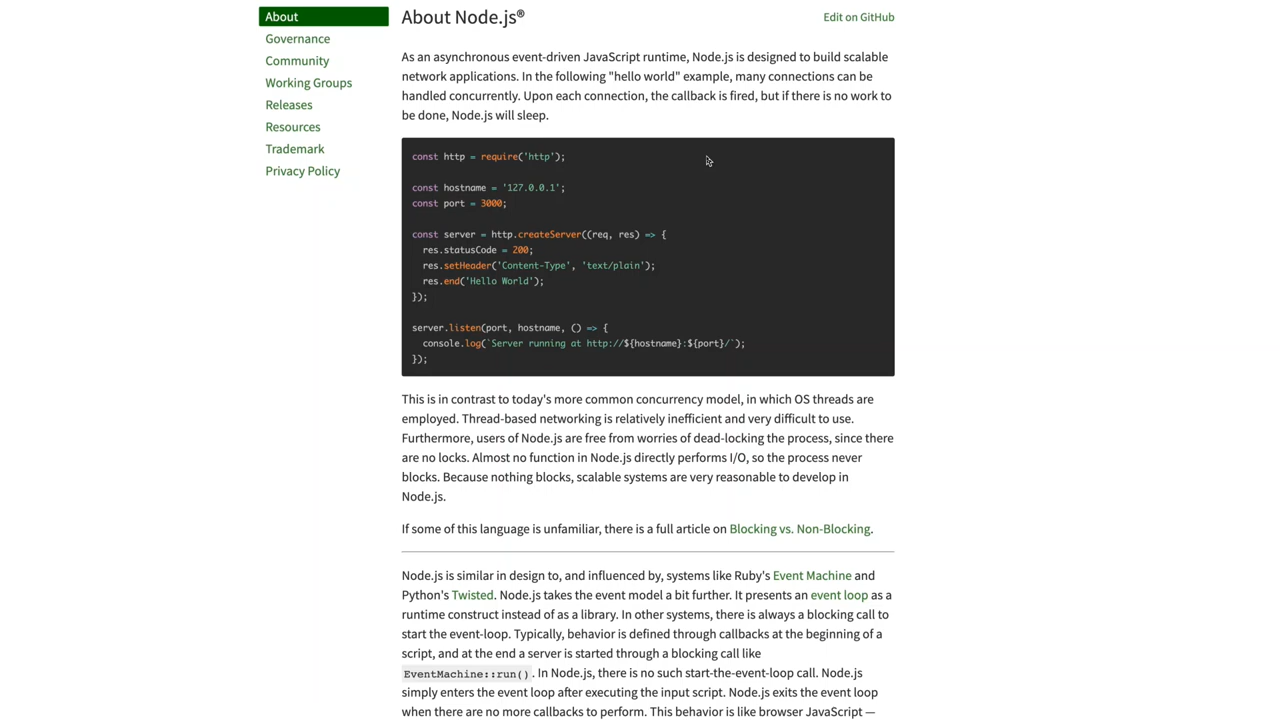 About
Governance
Community
Working Groups
Releases
Resources
Trademark
Privacy Policy
About Node.js®
Edit on GitHub
As an asynchronous event-driven JavaScript runtime, Node.js is designed to build scalable
network applications. In the following "hello world" example, many connections can be
handled concurrently. Upon each connection, the callback is fired, but if there is no work to
be done, Node.js will sleep.
const http = require('http');
const hostname = '127.0.0.1';
const port = 3000;
const server = http.createServer((req, res) => {
  res.statusCode = 200;
  res.setHeader('Content-Type', 'text/plain');
  res.end('Hello World');
});
server.listen(port, hostname, () => {
  console.log(`Server running at http://${hostname}:${port}/`);
});
This is in contrast to today's more common concurrency model, in which OS threads are
employed. Thread-based networking is relatively inefficient and very difficult to use.
Furthermore, users of Node.js are free from worries of dead-locking the process, since there
are no locks. Almost no function in Node.js directly performs I/O, so the process never
blocks. Because nothing blocks, scalable systems are very reasonable to develop in
Node.js.
If some of this language is unfamiliar, there is a full article on Blocking vs. Non-Blocking.
Node.js is similar in design to, and influenced by, systems like Ruby's Event Machine and
Python's Twisted. Node.js takes the event model a bit further. It presents an event loop as a
runtime construct instead of as a library. In other systems, there is always a blocking call to
start the event-loop. Typically, behavior is defined through callbacks at the beginning of a
script, and at the end a server is started through a blocking call like
EventMachine::run(). In Node.js, there is no such start-the-event-loop call. Node.js
simply enters the event loop after executing the input script. Node.js exits the event loop
when there are no more callbacks to perform. This behavior is like browser JavaScript —